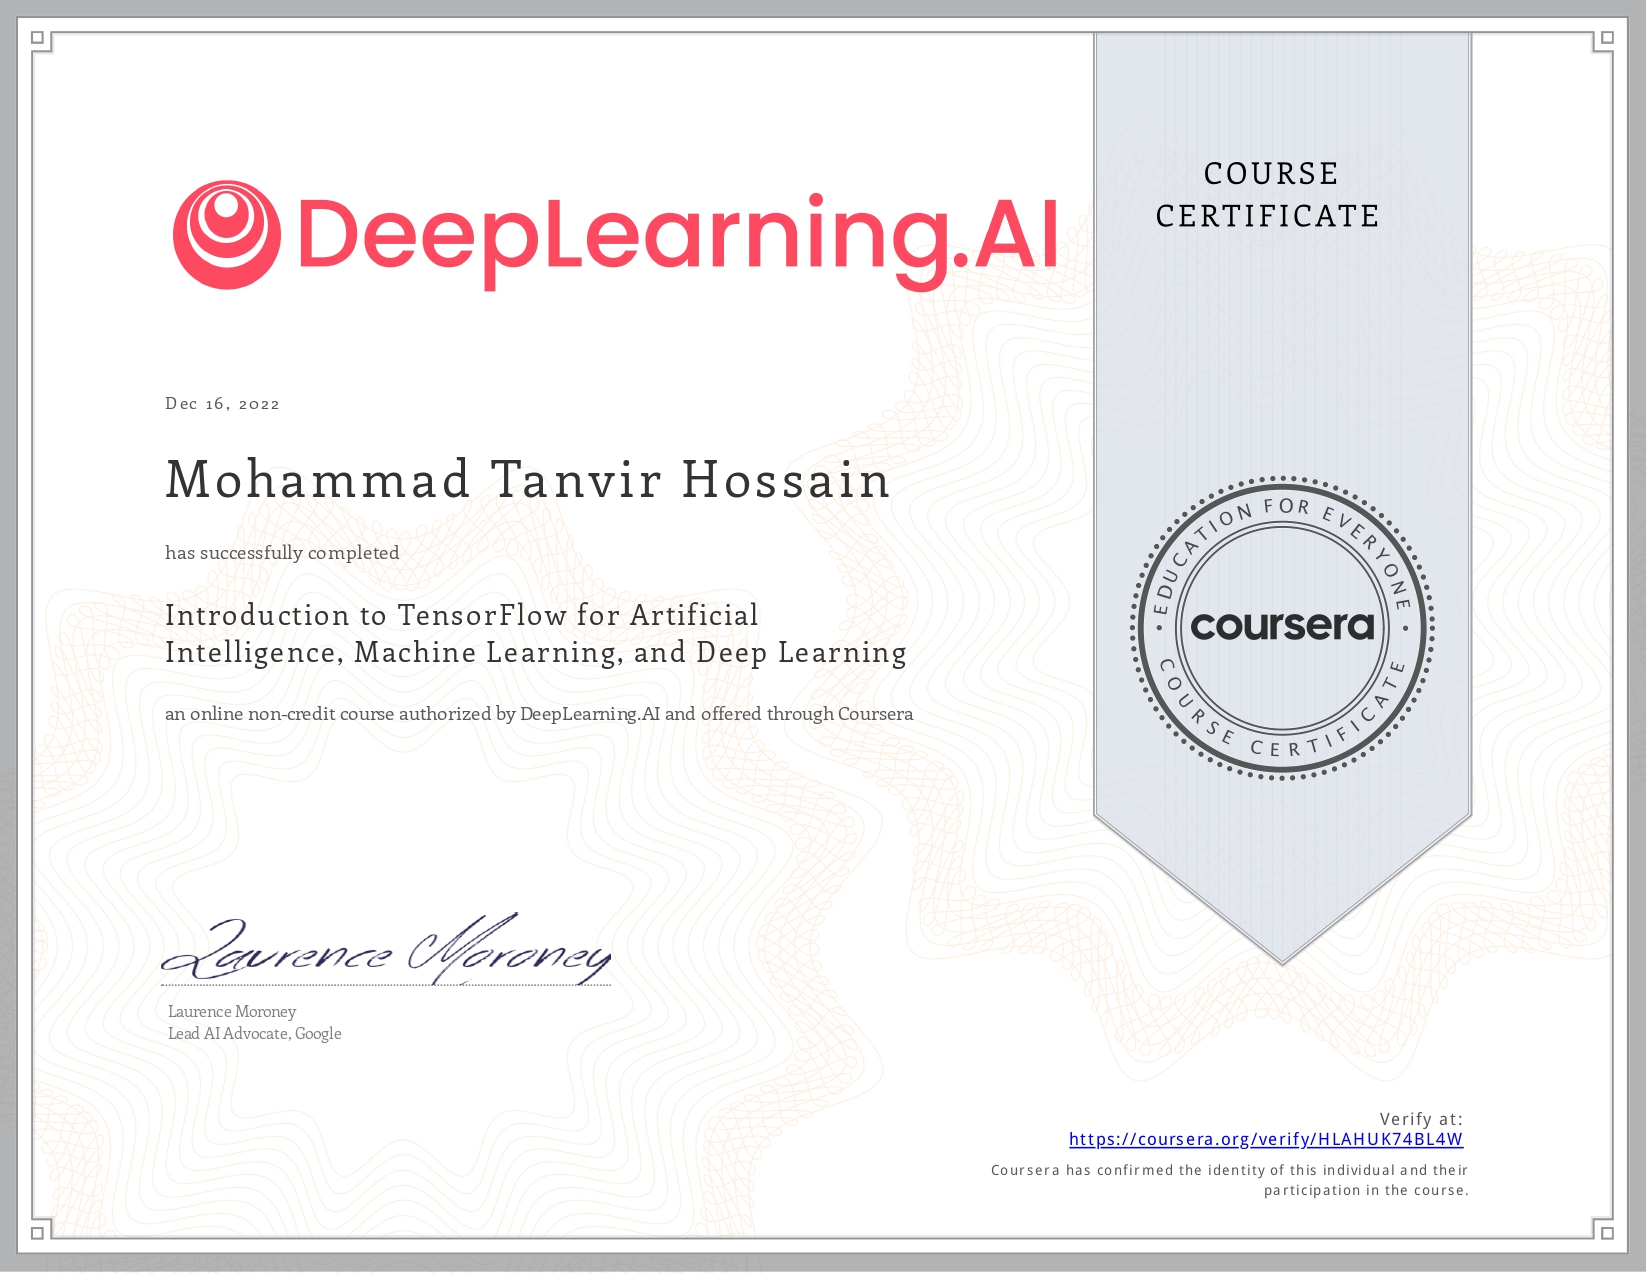 DeepLearning.AI
COURSE
CERTIFICATE
Dec 16, 2022
Mohammad Tanvir Hossain
has successfully completed
Introduction to TensorFlow for Artificial
Intelligence, Machine Learning, and Deep Learning
an online non-credit course authorized by DeepLearning.AI and offered through Coursera
EDUCATION FOR EVERYONE
coursera
COURSE CERTIFICATE
Laurence Moroney
Laurence Moroney
Lead AI Advocate, Google
Verify at:
https://coursera.org/verify/HLAHUK74BL4W
Coursera has confirmed the identity of this individual and their
participation in the course.